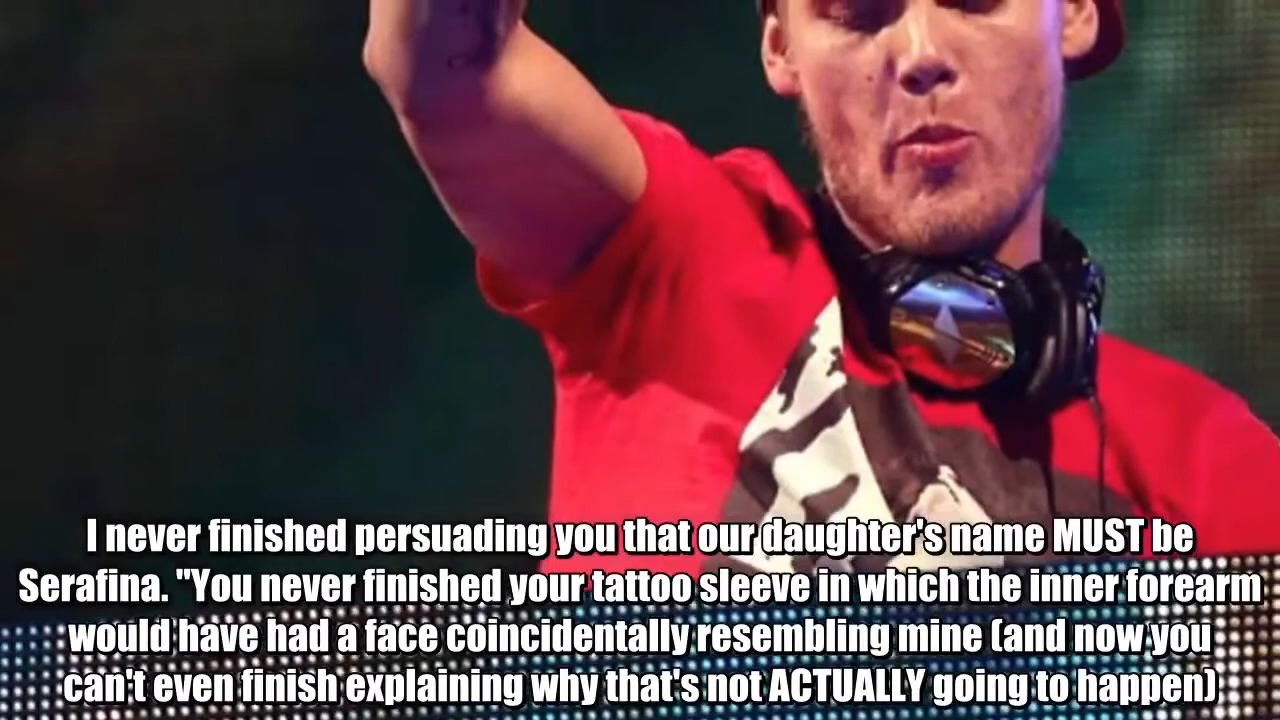 I never finished persuading you that our daughter's name MUST be
Serafina. "You never finished your tattoo sleeve in which the inner forearm
would have had a face coincidentally resembling mine (and now you
can't even finish explaining why that's not ACTUALLY going to happen)